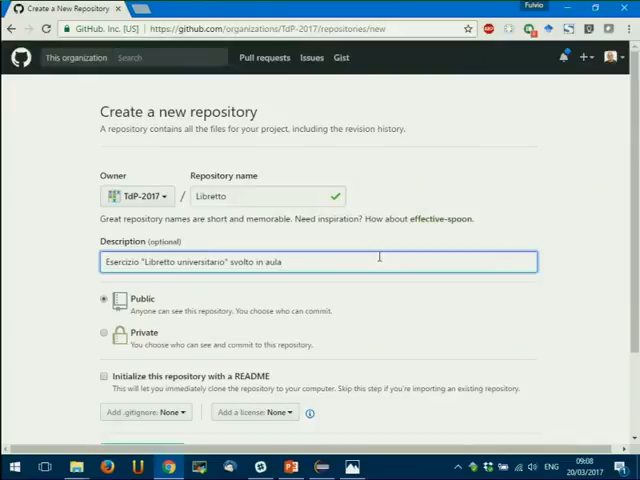 Fulvio
Create a New Repository
GitHub, Inc. [US] https://github.com/organizations/TdP-2017/repositories/new
This organization Search Pull requests Issues Gist
Create a new repository
A repository contains all the files for your project, including the revision history.
Owner Repository name
TdP-2017 / Libretto
Great repository names are short and memorable. Need inspiration? How about effective-spoon.
Description (optional)
Esercizio "Libretto universitario" svolto in aula
Public
Anyone can see this repository. You choose who can commit.
Private
You choose who can see and commit to this repository.
Initialize this repository with a README
This will let you immediately clone the repository to your computer. Skip this step if you're importing an existing repository.
Add .gitignore: None Add a license: None
ENG
09:08
20/03/2017